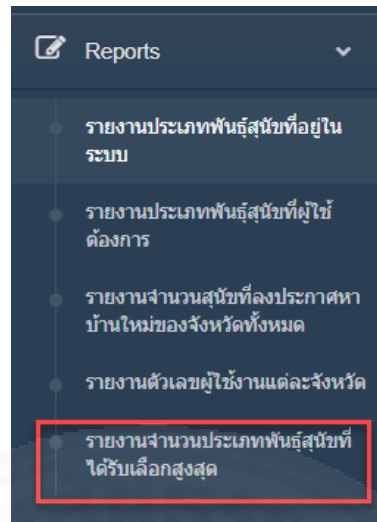 Reports
รายงานประเภทพันธุ์สุนัขที่อยู่ใน
ระบบ
รายงานประเภทพันธุ์สุนัขที่ผู้ใช้
ต้องการ
รายงานจำนวนสุนัขที่ลงประกาศหา
บ้านใหม่ของจังหวัดทั้งหมด
รายงานตัวเลขผู้ใช้งานแต่ละจังหวัด
รายงานจำนวนประเภทพันธุ์สุนัขที่
ได้รับเลือกสูงสุด